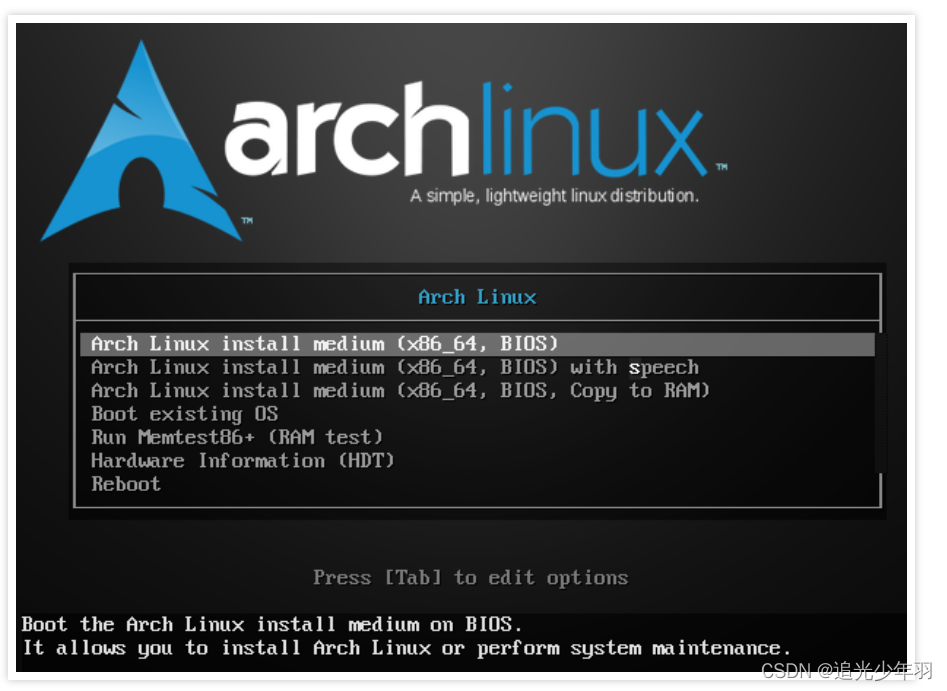 archlinux™
A simple, lightweight linux distribution.
™
Arch Linux
Arch Linux install medium (x86_64, BIOS)
Arch Linux install medium (x86_64, BIOS) with speech
Arch Linux install medium (x86_64, BIOS, Copy to RAM)
Boot existing OS
Run Memtest86+ (RAM test)
Hardware Information (HDT)
Reboot
Press [Tab] to edit options
Boot the Arch Linux install medium on BIOS.
It allows you to install Arch Linux or perform system maintenance.
CSDN @追光少年羽